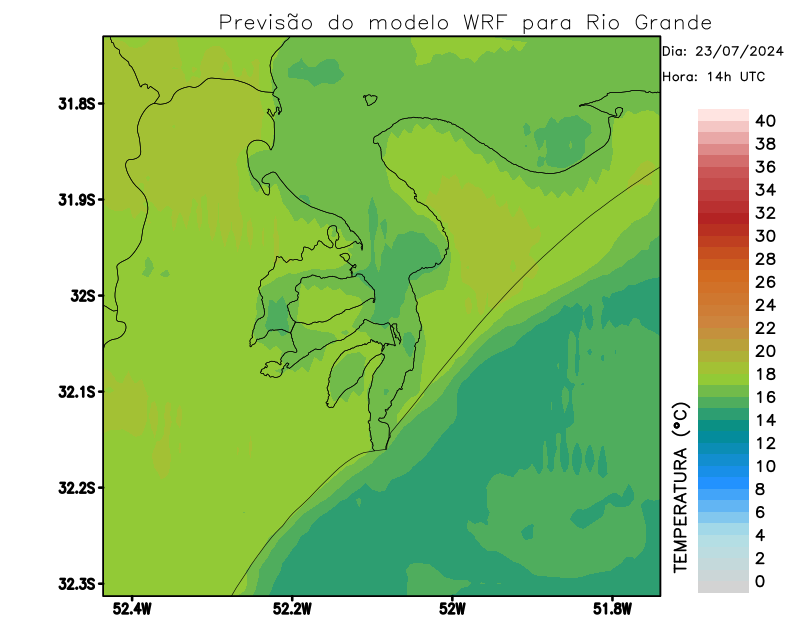 Previsão do modelo WRF para Rio Grande
Dia: 23/07/2024
Hora: 14h UTC
31.8S
31.9S
32S
32.1S
32.2S
32.3S
52.4W
52.2W
52W
51.8W
TEMPERATURA (°C)
40
38
36
34
32
30
28
26
24
22
20
18
16
14
12
10
8
6
4
2
0